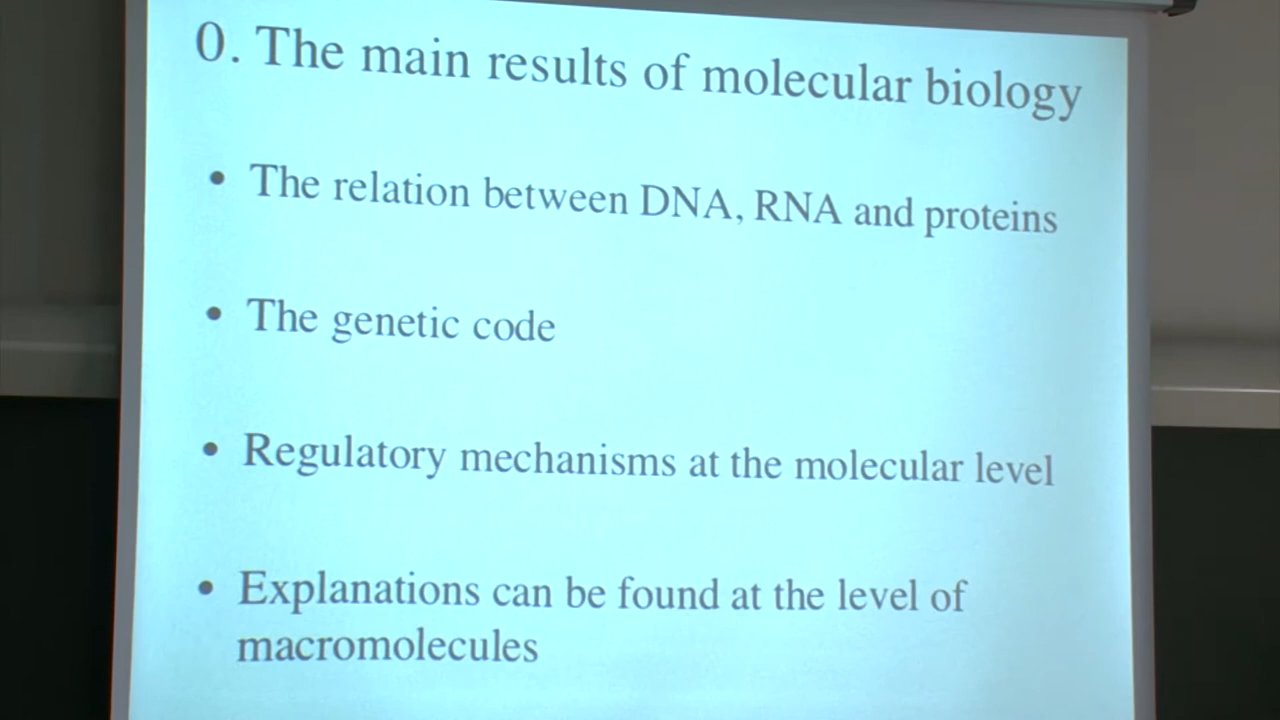 0. The main results of molecular biology
• The relation between DNA, RNA and proteins
• The genetic code
• Regulatory mechanisms at the molecular level
• Explanations can be found at the level of
macromolecules